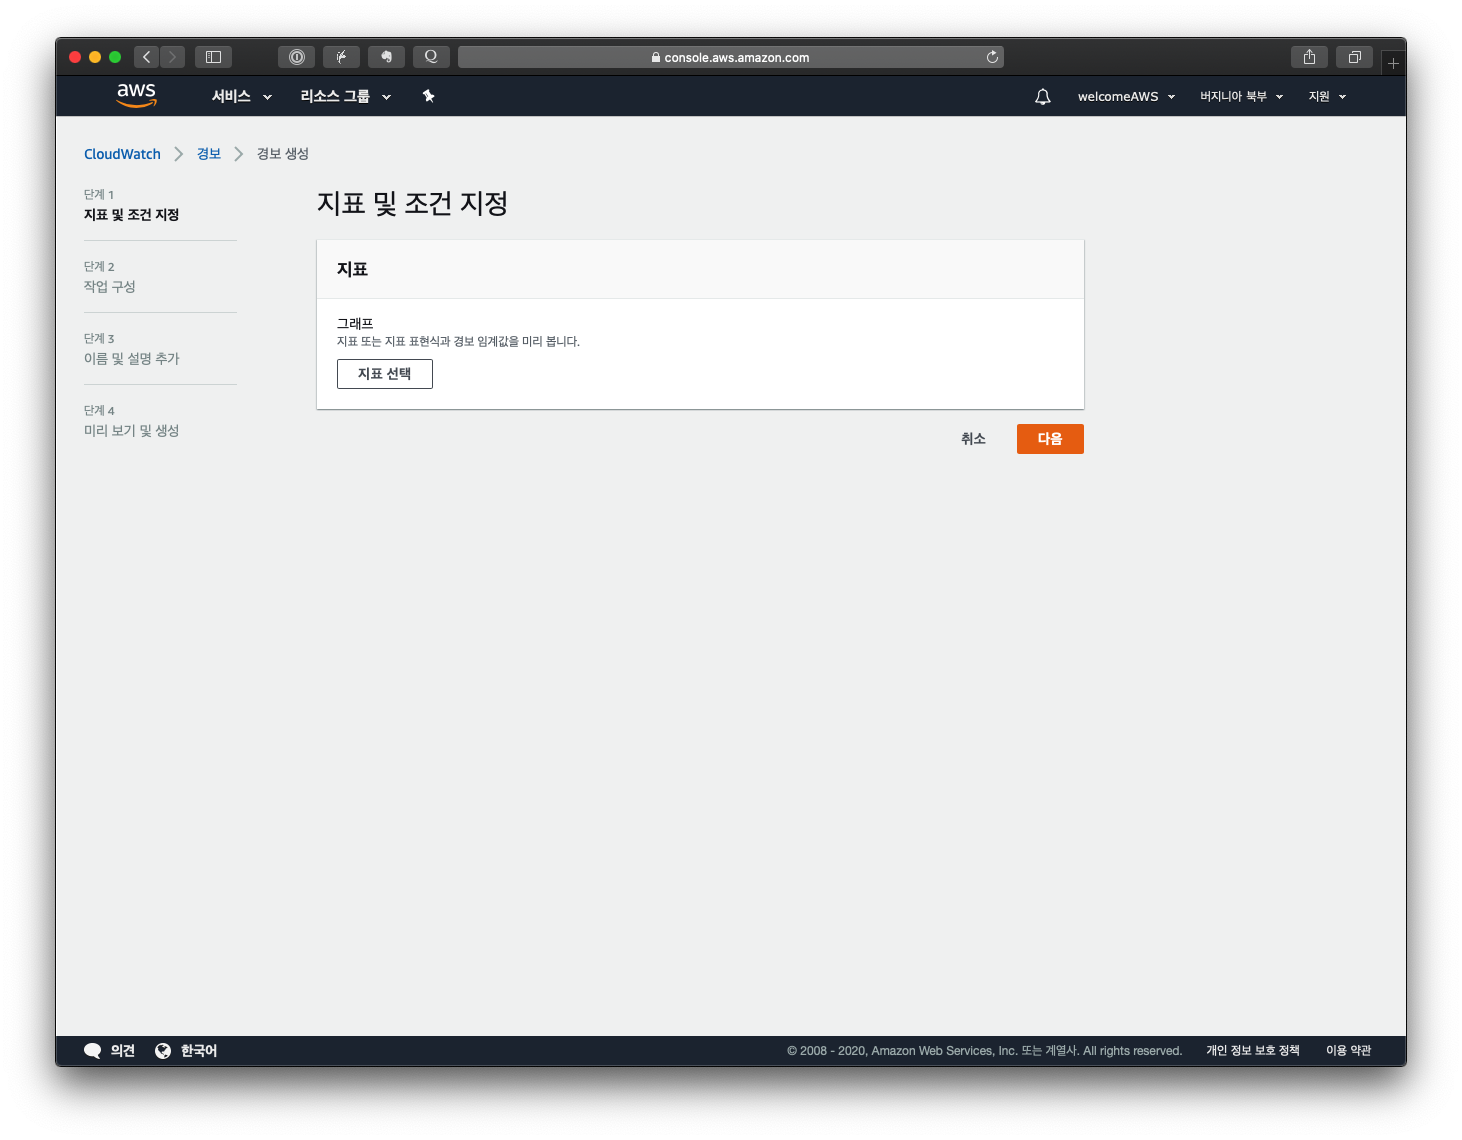 console.aws.amazon.com
aws 서비스 리소스 그룹 welcomeAWS 버지니아 북부 지원
CloudWatch 경보 경보 생성
단계 1
지표 및 조건 지정
단계 2
작업 구성
단계 3
이름 및 설명 추가
단계 4
미리 보기 및 생성
지표 및 조건 지정
지표
그래프
지표 또는 지표 표현식과 경보 임계값을 미리 봅니다.
지표 선택
취소 다음
의견 한국어 © 2008 - 2020, Amazon Web Services, Inc. 또는 계열사. All rights reserved. 개인 정보 보호 정책 이용 약관